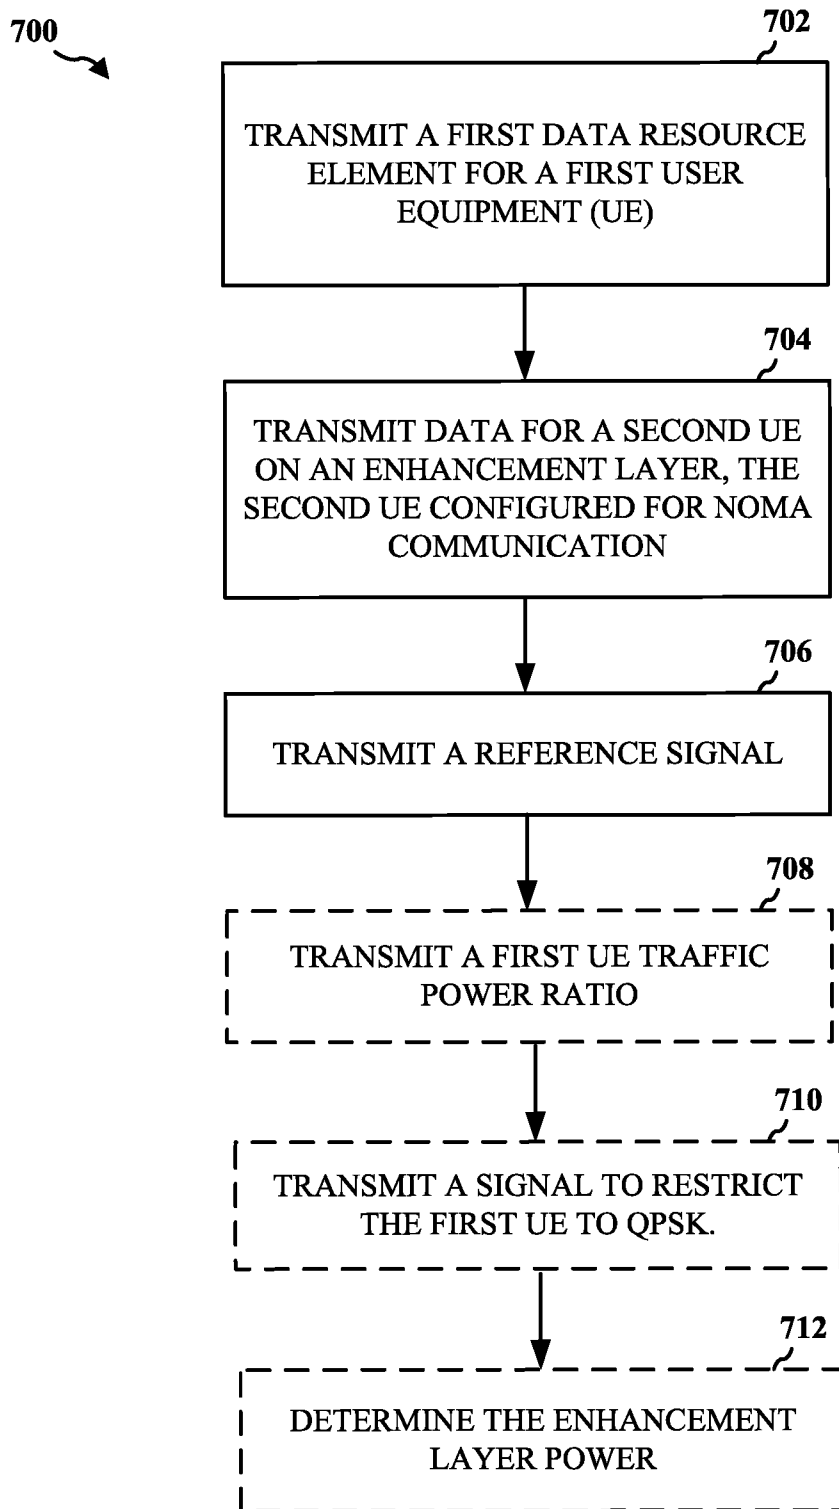 700
702
TRANSMIT A FIRST DATA RESOURCE
ELEMENT FOR A FIRST USER
EQUIPMENT (UE)
704
TRANSMIT DATA FOR A SECOND UE
ON AN ENHANCEMENT LAYER, THE
SECOND UE CONFIGURED FOR NOMA
COMMUNICATION
706
TRANSMIT A REFERENCE SIGNAL
708
TRANSMIT A FIRST UE TRAFFIC
POWER RATIO
710
TRANSMIT A SIGNAL TO RESTRICT
THE FIRST UE TO QPSK.
712
DETERMINE THE ENHANCEMENT
LAYER POWER